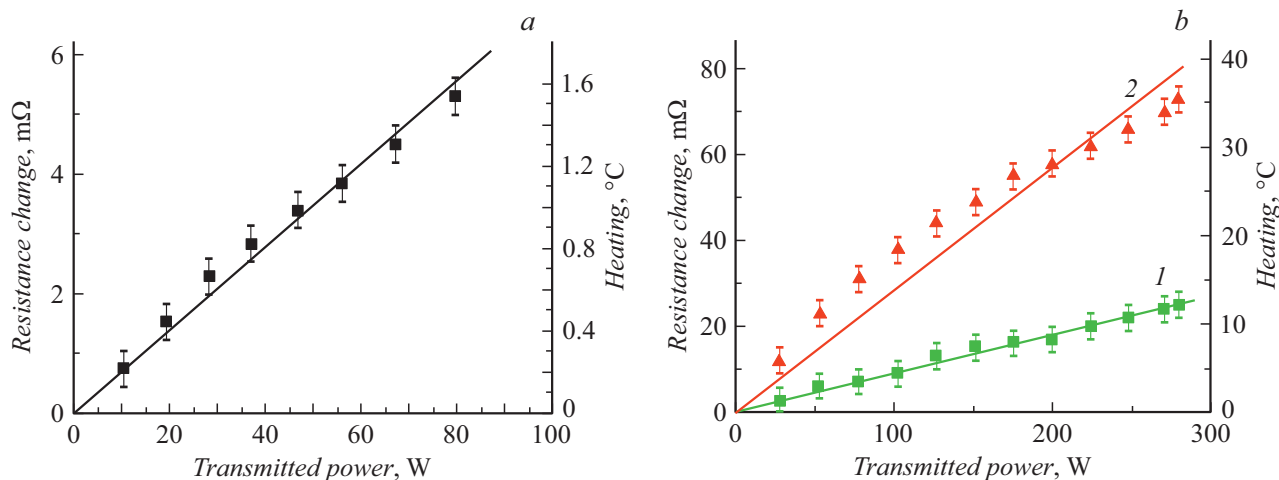 a
Resistance change, mΩ
6
4
2
0
1.6
1.2
0.8
0.4
0
Heating, °C
0 20 40 60 80 100
Transmitted power, W
b
Resistance change, mΩ
80
60
40
20
0
2
1
40
30
20
10
0
Heating, °C
0 100 200 300
Transmitted power, W